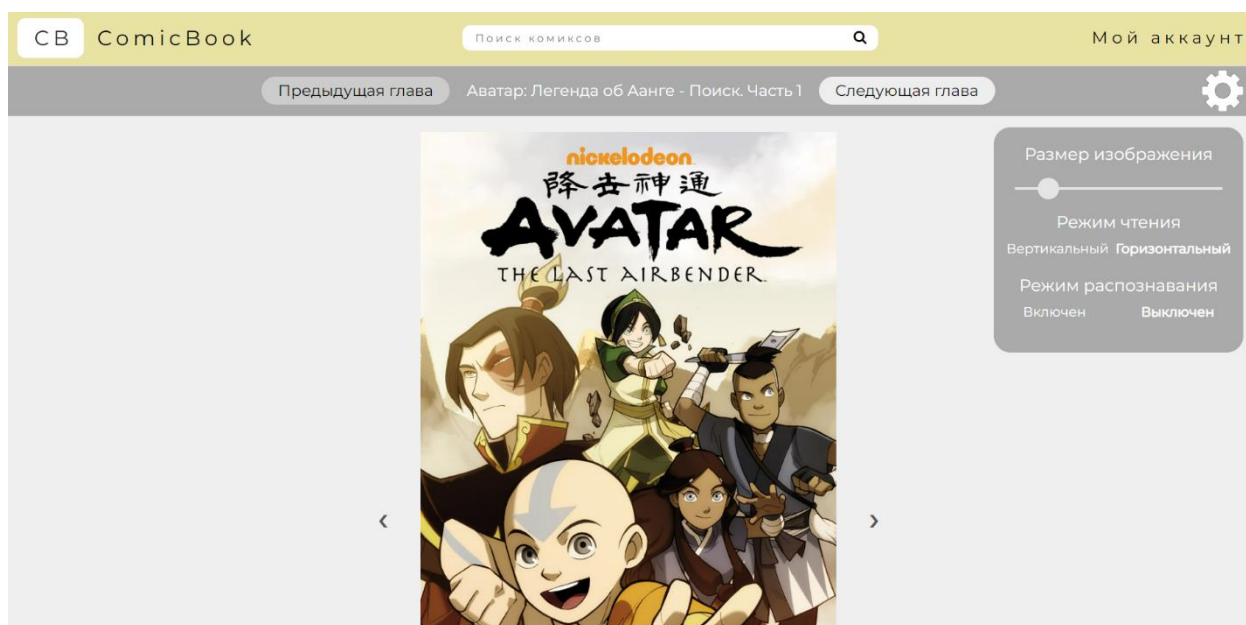 CB ComicBook Поиск комиксов Мой аккаунт
Предыдущая глава Аватар: Легенда об Аанге - Поиск. Часть 1 Следующая глава
nickelodeon
降去神通
AVATAR
THE LAST AIRBENDER
Размер изображения
Режим чтения
Вертикальный Горизонтальный
Режим распознавания
Включен Выключен